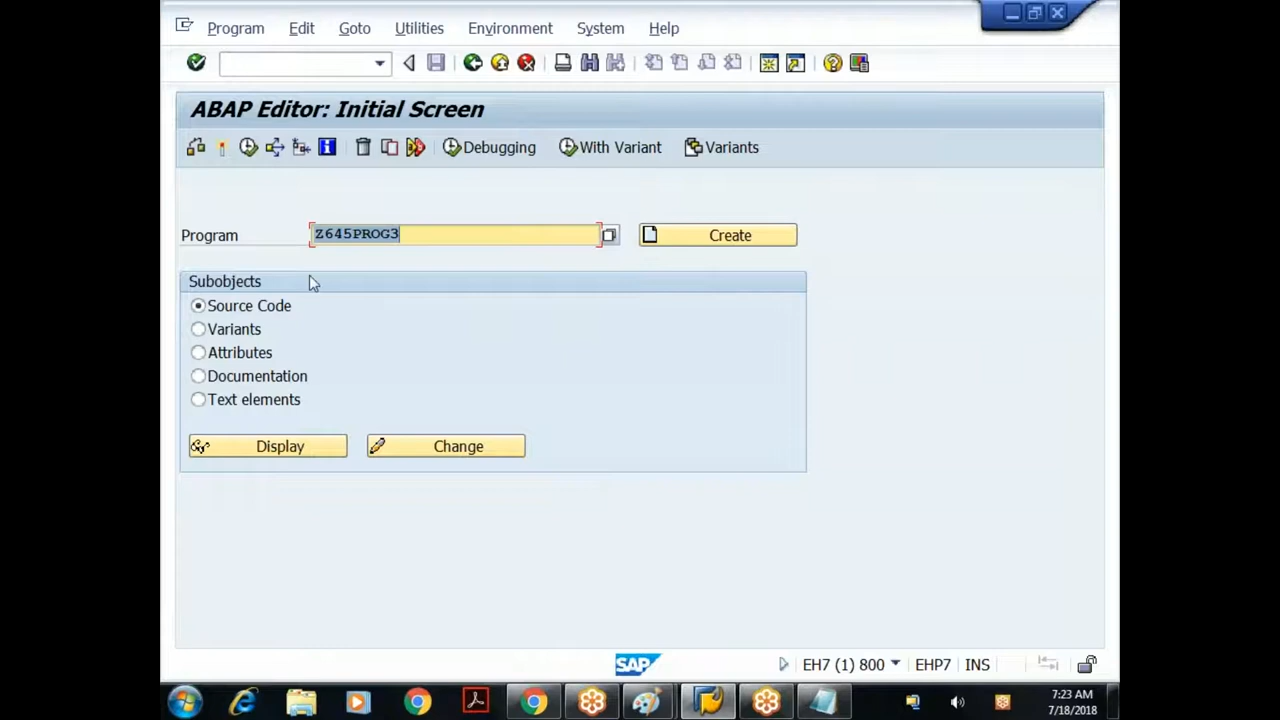 Program Edit Goto Utilities Environment System Help
ABAP Editor: Initial Screen
Debugging With Variant Variants
Program Z645PROG3 Create
Subobjects
Source Code
Variants
Attributes
Documentation
Text elements
Display Change
SAP EH7 (1) 800 EHP7 INS
7:23 AM
7/18/2018